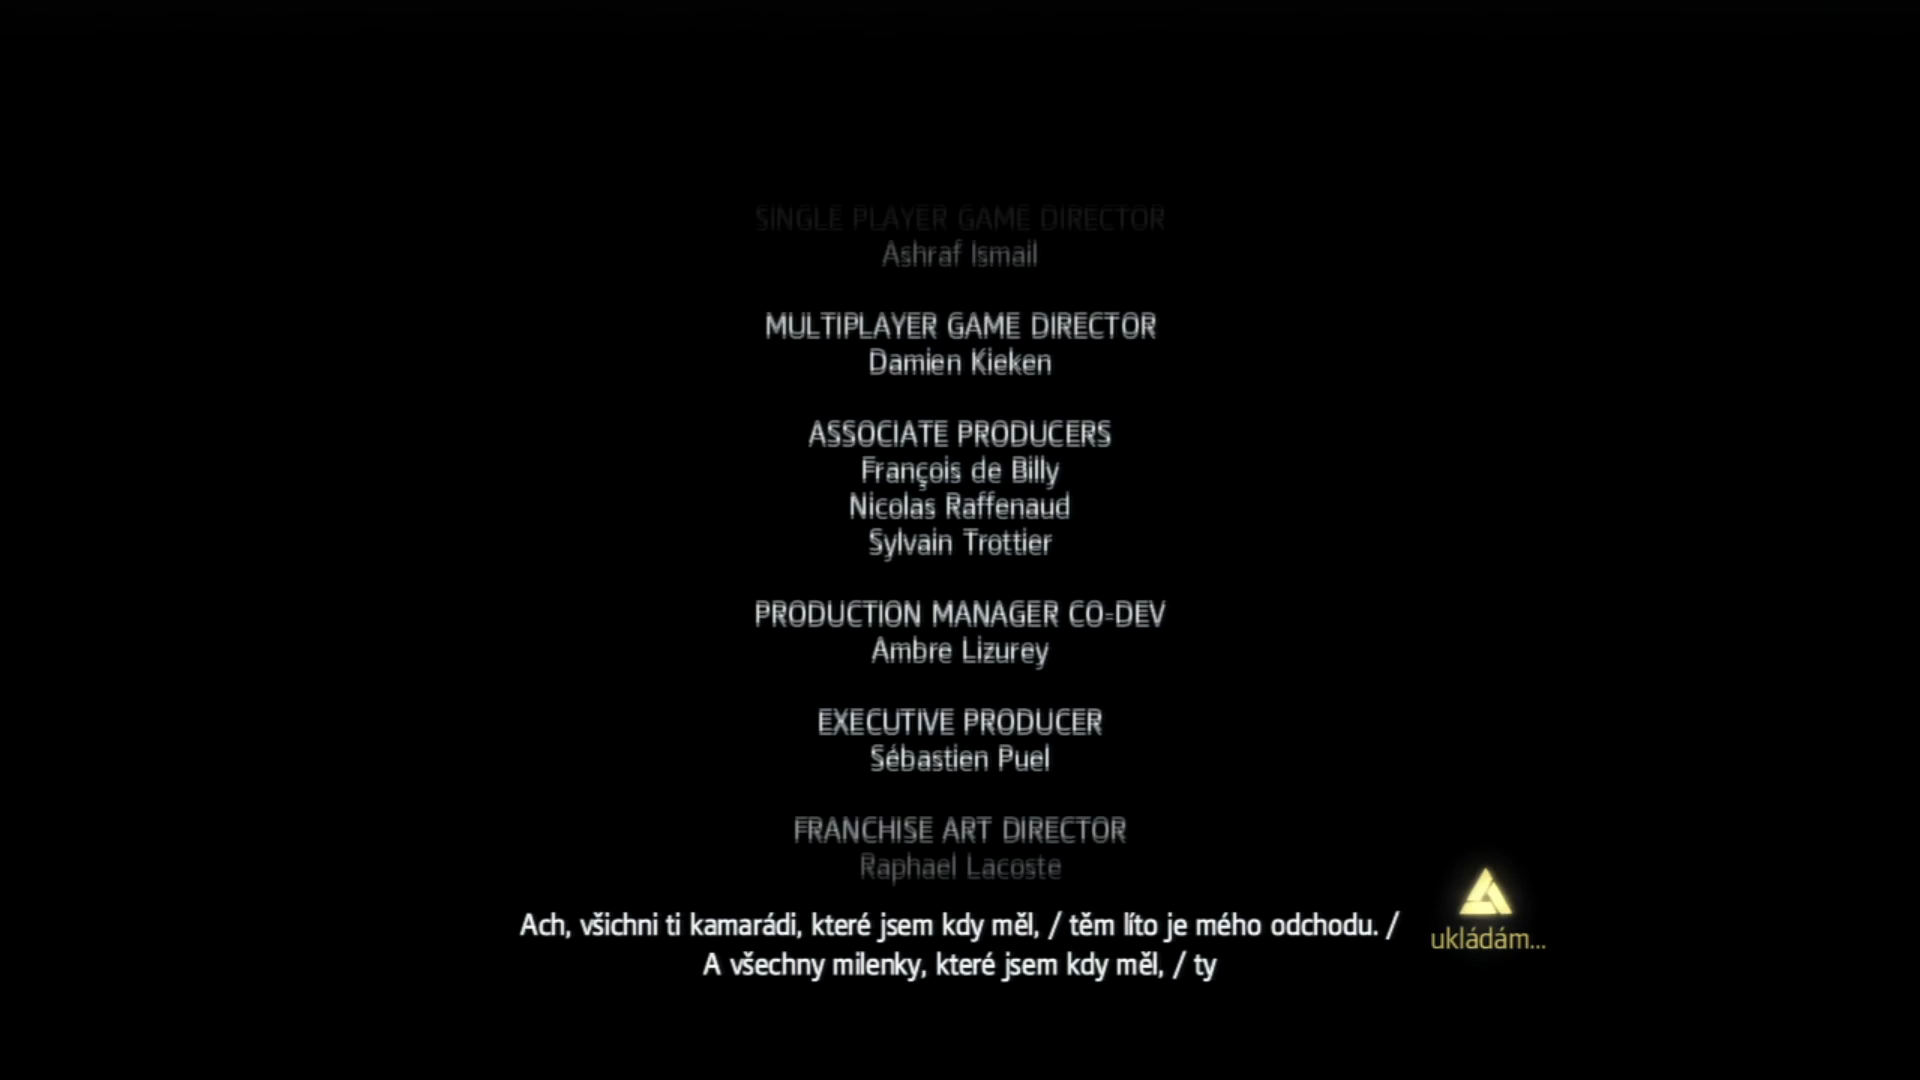 SINGLE PLAYER GAME DIRECTOR
Ashraf Ismail
MULTIPLAYER GAME DIRECTOR
Damien Kieken
ASSOCIATE PRODUCERS
François de Billy
Nicolas Raffenaud
Sylvain Trottier
PRODUCTION MANAGER CO-DEV
Ambre Lizurey
EXECUTIVE PRODUCER
Sébastien Puel
FRANCHISE ART DIRECTOR
Raphael Lacoste
Ach, všichni ti kamarádi, které jsem kdy měl, / těm líto je mého odchodu. /
A všechny milenky, které jsem kdy měl, / ty
ukládám...